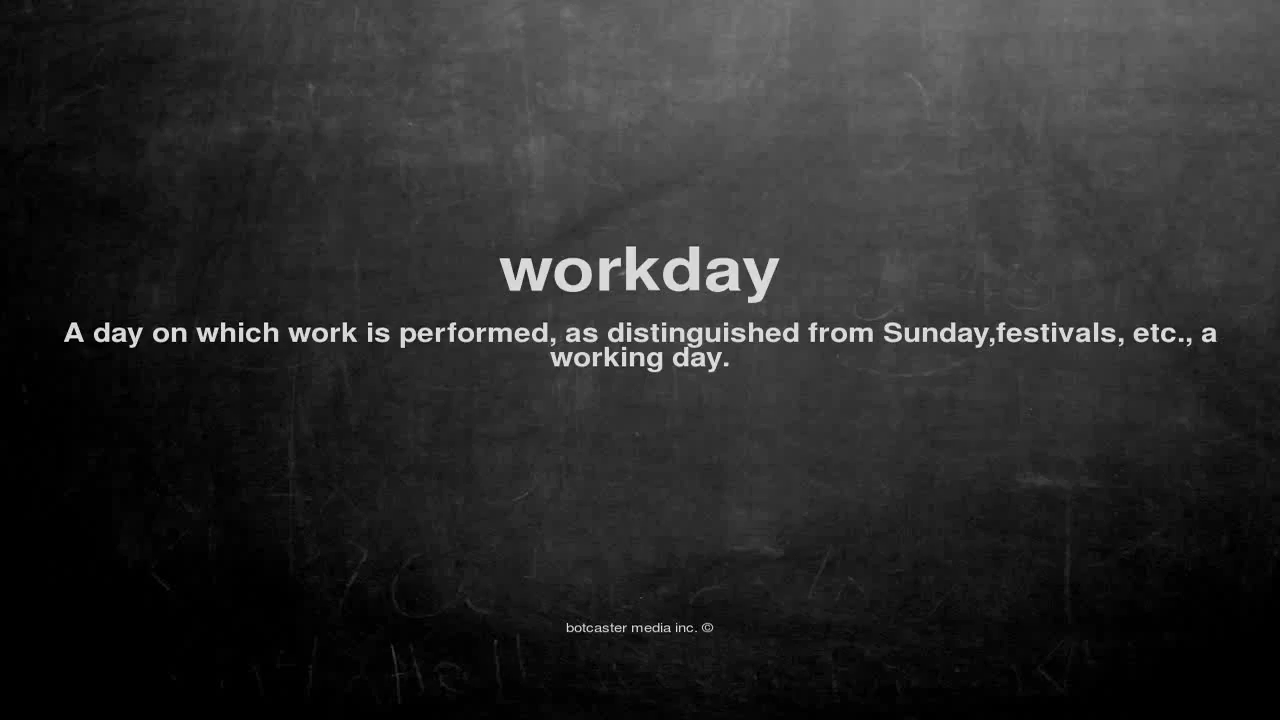 workday
A day on which work is performed, as distinguished from Sunday,festivals, etc., a
working day.
botcaster media inc. ©